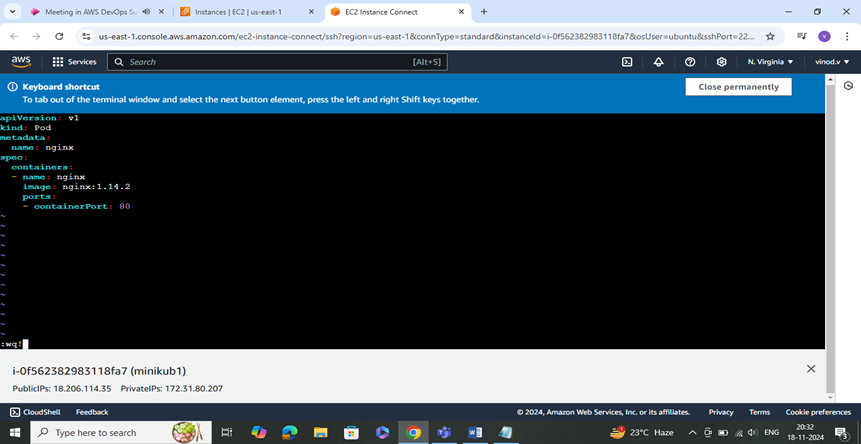 Meeting in AWS DevOps Su
Instances | EC2 | us-east-1
EC2 Instance Connect
us-east-1.console.aws.amazon.com/ec2-instance-connect/ssh?region=us-east-1&connType=standard&instanceId=i-0f562382983118fa7&osUser=ubuntu&sshPort=22...
V
aws
Services
Search
[Alt+S]
N. Virginia
vinod.v
Keyboard shortcut
To tab out of the terminal window and select the next button element, press the left and right Shift keys together.
Close permanently
apiVersion: v1
kind: Pod
metadata:
  name: nginx
spec:
  containers:
  - name: nginx
    image: nginx:1.14.2
    ports:
    - containerPort: 80
~
~
~
~
~
~
~
~
~
~
~
~
~
:wq!
i-0f562382983118fa7 (minikub1)
PublicIPs: 18.206.114.35 PrivateIPs: 172.31.80.207
CloudShell
Feedback
© 2024, Amazon Web Services, Inc. or its affiliates.
Privacy
Terms
Cookie preferences
Type here to search
23°C Haze
ENG
20:32
18-11-2024
3